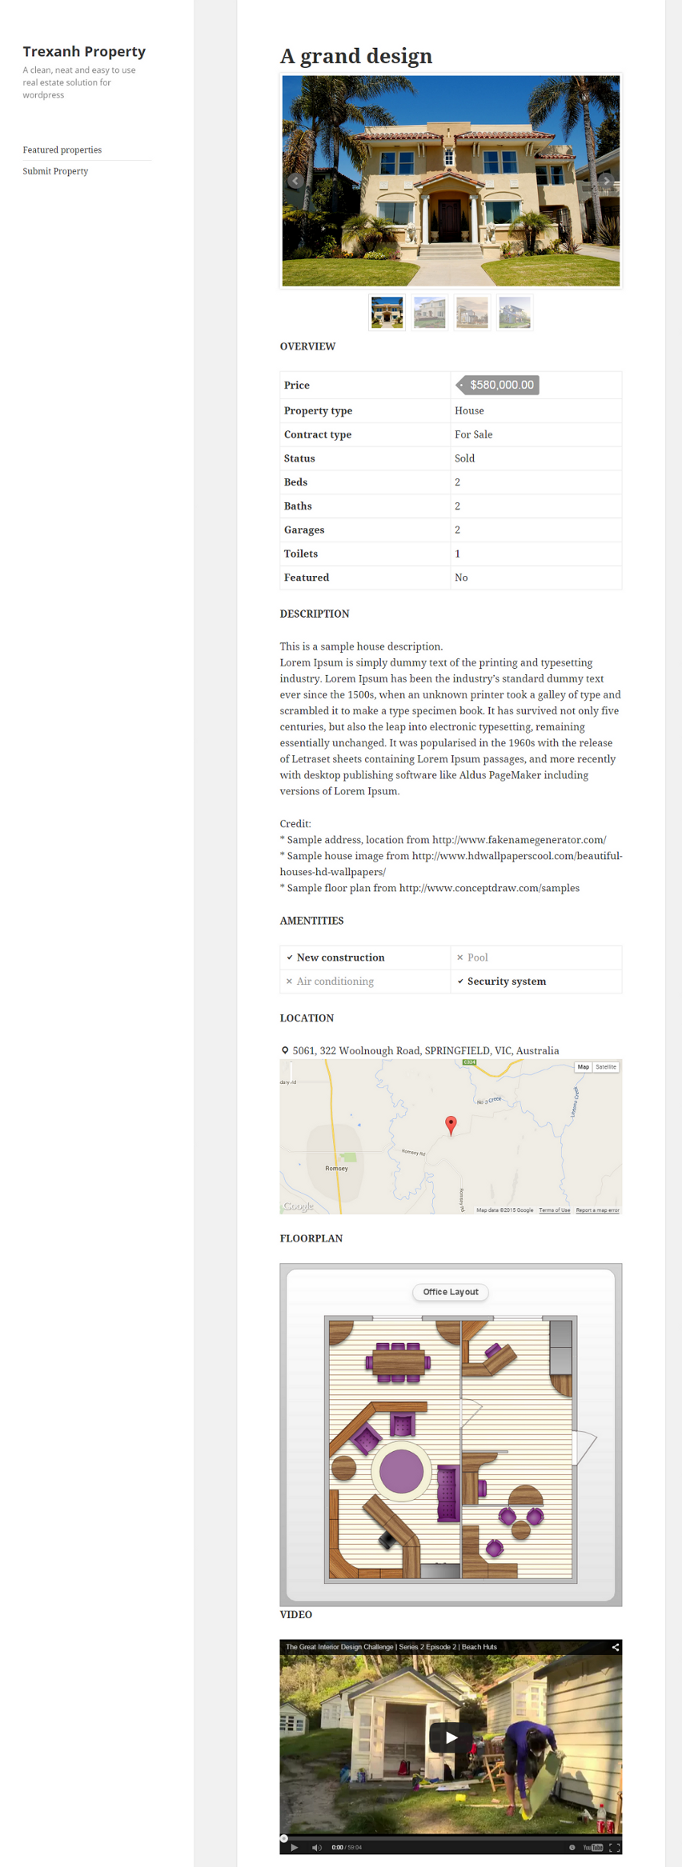 Trexanh Property
A clean, neat and easy to use
real estate solution for
wordpress
Featured properties
Submit Property
A grand design
OVERVIEW
Price $580,000.00
Property type House
Contract type For Sale
Status Sold
Beds 2
Baths 2
Garages 2
Toilets 1
Featured No
DESCRIPTION
This is a sample house description.
Lorem Ipsum is simply dummy text of the printing and typesetting
industry. Lorem Ipsum has been the industry's standard dummy text
ever since the 1500s, when an unknown printer took a galley of type and
scrambled it to make a type specimen book. It has survived not only five
centuries, but also the leap into electronic typesetting, remaining
essentially unchanged. It was popularised in the 1960s with the release
of Letraset sheets containing Lorem Ipsum passages, and more recently
with desktop publishing software like Aldus PageMaker including
versions of Lorem Ipsum.
Credit:
* Sample address, location from http://www.fakenamegenerator.com/
* Sample house image from http://www.hdwallpaperscool.com/beautiful-
houses-hd-wallpapers/
* Sample floor plan from http://www.conceptdraw.com/samples
AMENTITIES
New construction Pool
Air conditioning Security system
LOCATION
5061, 322 Woolnough Road, SPRINGFIELD, VIC, Australia
Map Satellite
Romsey Rd
Romsey
Google
Map data ©2015 Google Terms of Use Report a map error
FLOORPLAN
Office Layout
VIDEO
The Great Interior Design Challenge | Series 2 Episode 2 | Beach Huts
0:00 / 59:04
YouTube